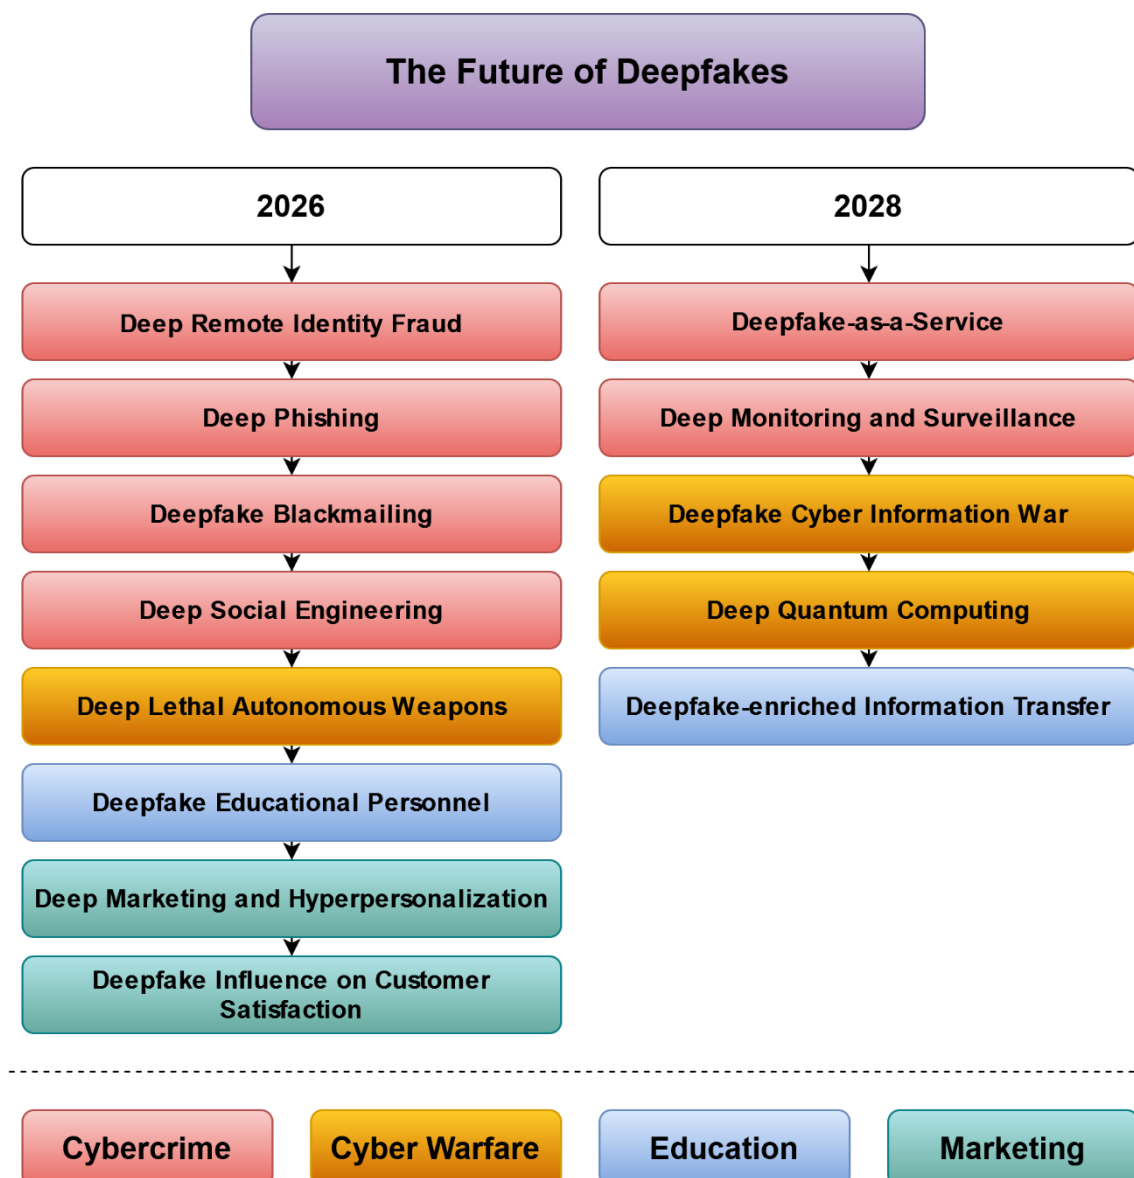 The Future of Deepfakes
2026
Deep Remote Identity Fraud
Deep Phishing
Deepfake Blackmailing
Deep Social Engineering
Deep Lethal Autonomous Weapons
Deepfake Educational Personnel
Deep Marketing and Hyperpersonalization
Deepfake Influence on Customer
Satisfaction
2028
Deepfake-as-a-Service
Deep Monitoring and Surveillance
Deepfake Cyber Information War
Deep Quantum Computing
Deepfake-enriched Information Transfer
Cybercrime
Cyber Warfare
Education
Marketing